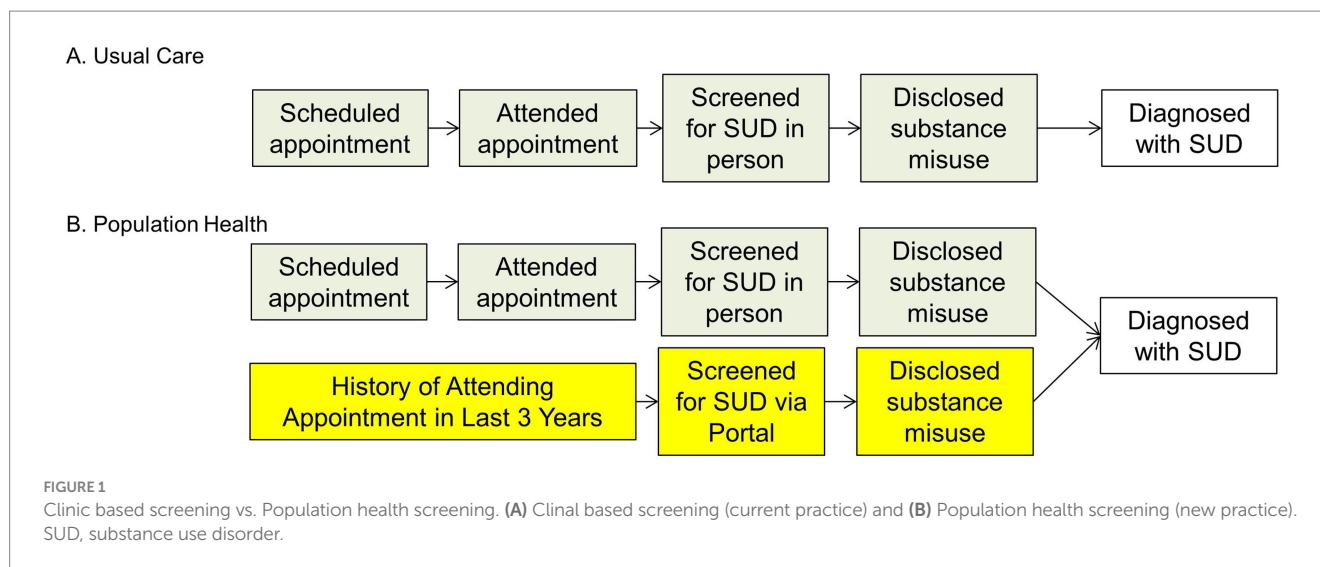 A. Usual Care
Scheduled
appointment
Attended
appointment
Screened
for SUD in
person
Disclosed
substance
misuse
Diagnosed
with SUD
B. Population Health
Scheduled
appointment
Attended
appointment
Screened
for SUD in
person
Disclosed
substance
misuse
Diagnosed
with SUD
History of Attending
Appointment in Last 3 Years
Screened
for SUD via
Portal
Disclosed
substance
misuse
FIGURE 1
Clinic based screening vs. Population health screening. (A) Clinal based screening (current practice) and (B) Population health screening (new practice).
SUD, substance use disorder.